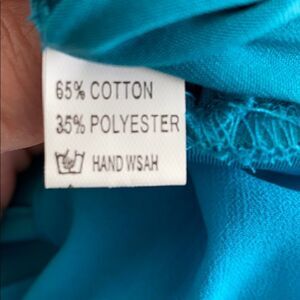 65% COTTON
35% POLYESTER
HAND WSAH